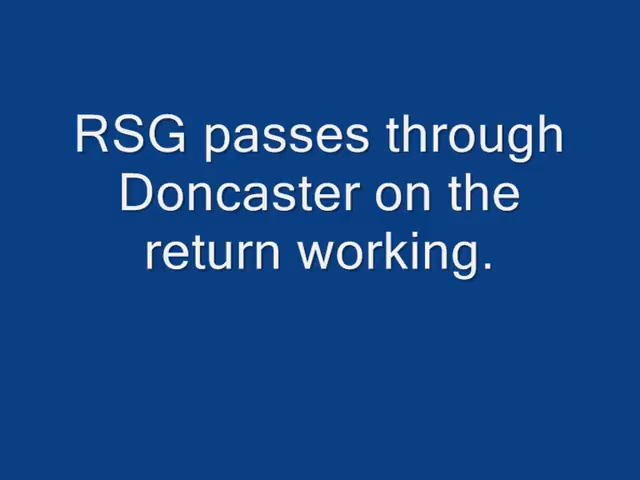 RSG passes through
Doncaster on the
return working.